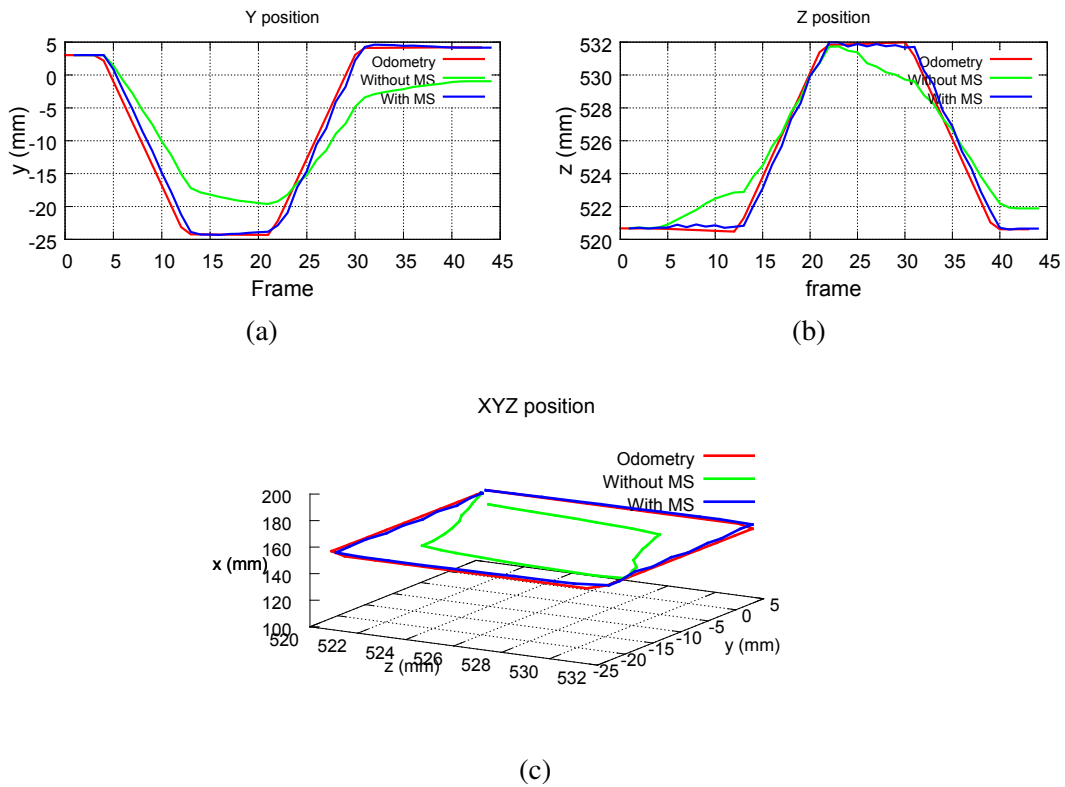 Y position
5
0
-5
-10
-15
-20
-25
y (mm)
Odometry
Without MS
With MS
0 5 10 15 20 25 30 35 40 45
Frame
(a)
Z position
532
530
528
526
524
522
520
z (mm)
Odometry
Without MS
With MS
0 5 10 15 20 25 30 35 40 45
frame
(b)
XYZ position
Odometry
Without MS
With MS
200
180
160
140
120
100
x (mm)
520 522 524 526 528 530 532
z (mm)
-25 -20 -15 -10 -5 0 5
y (mm)
(c)